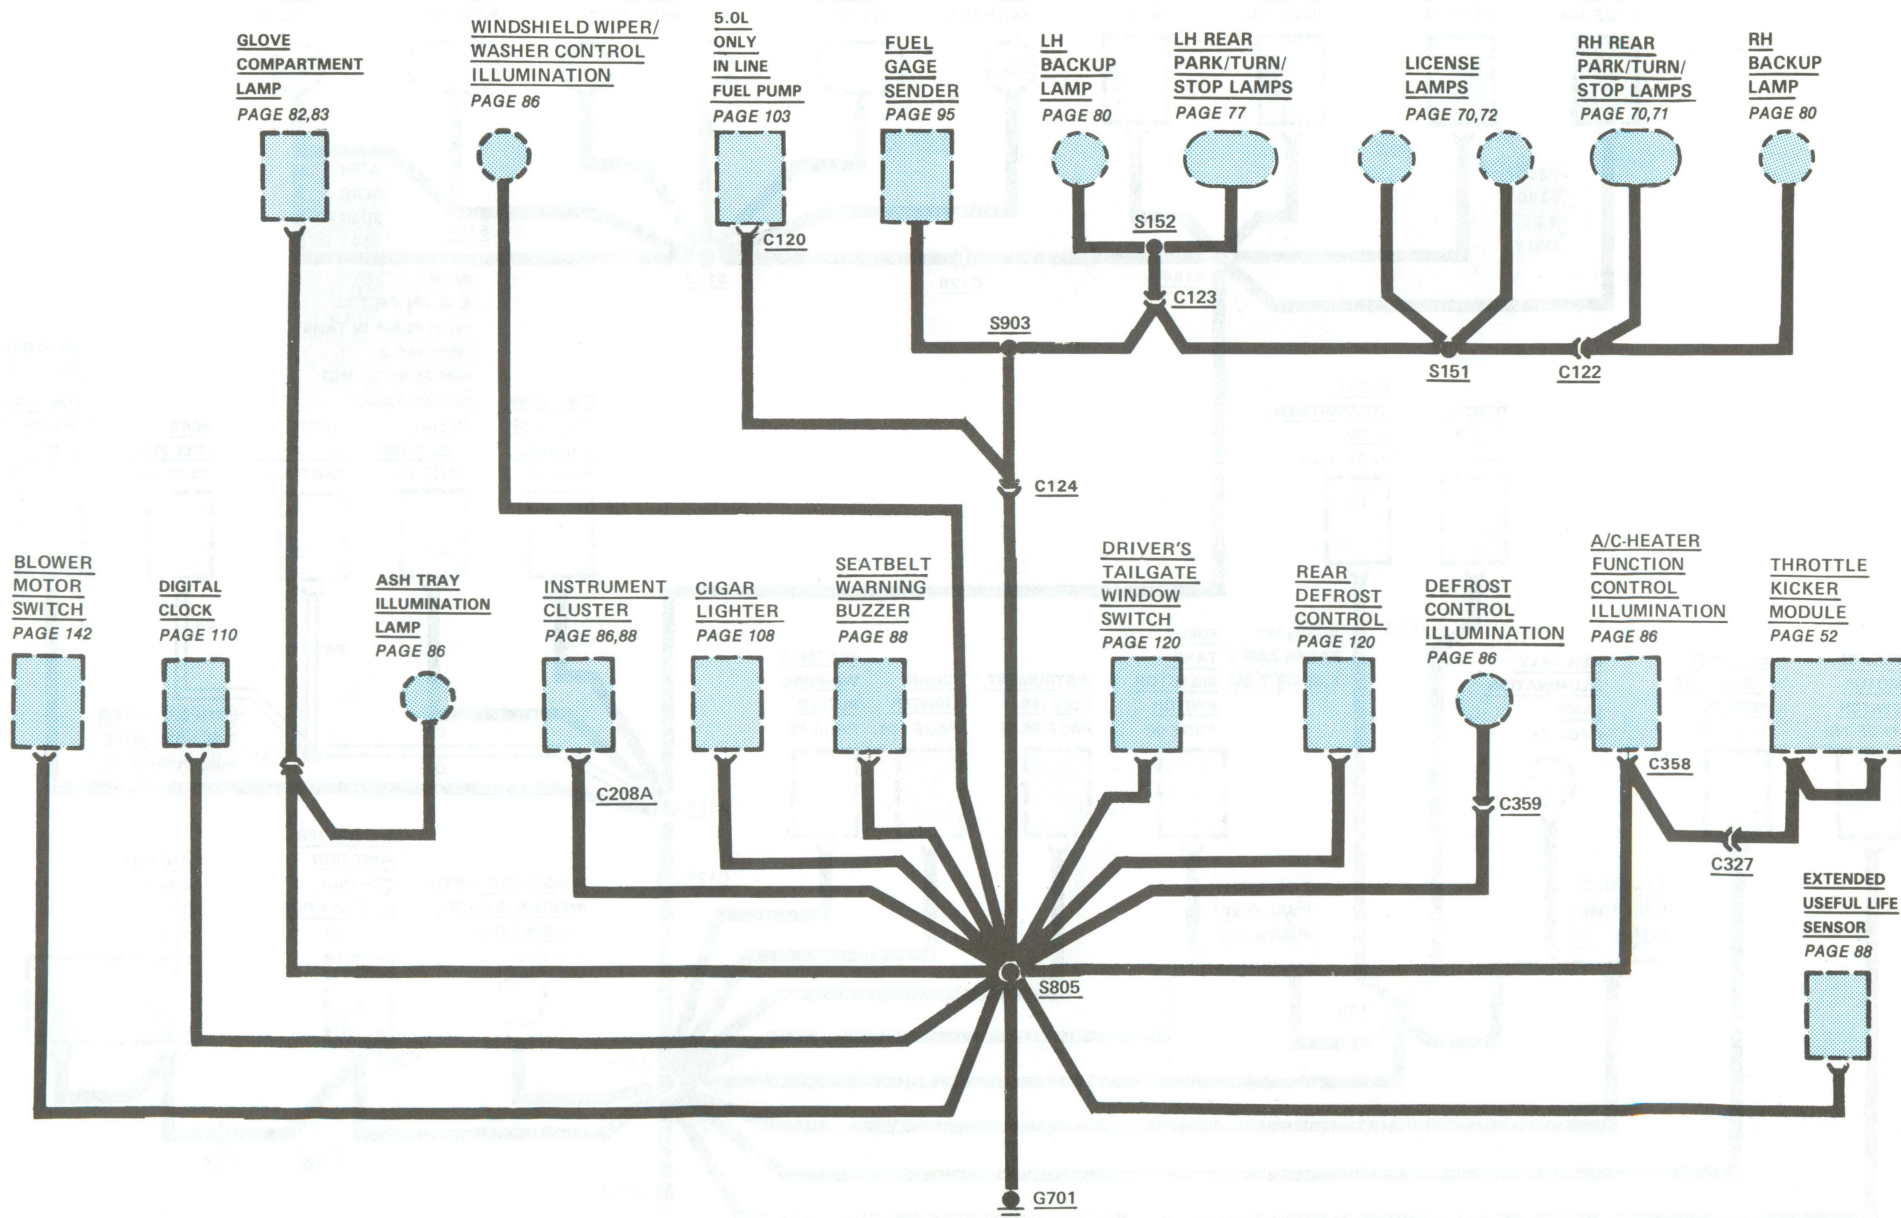 GLOVE
COMPARTMENT
LAMP
PAGE 82,83
WINDSHIELD WIPER/
WASHER CONTROL
ILLUMINATION
PAGE 86
5.0L
ONLY
IN LINE
FUEL PUMP
PAGE 103
FUEL
GAGE
SENDER
PAGE 95
LH
BACKUP
LAMP
PAGE 80
LH REAR
PARK/TURN/
STOP LAMPS
PAGE 77
LICENSE
LAMPS
PAGE 70,72
RH REAR
PARK/TURN/
STOP LAMPS
PAGE 70,71
RH
BACKUP
LAMP
PAGE 80
C120
S152
C123
S903
S151
C122
C124
BLOWER
MOTOR
SWITCH
PAGE 142
DIGITAL
CLOCK
PAGE 110
ASH TRAY
ILLUMINATION
LAMP
PAGE 86
INSTRUMENT
CLUSTER
PAGE 86,88
CIGAR
LIGHTER
PAGE 108
SEATBELT
WARNING
BUZZER
PAGE 88
DRIVER'S
TAILGATE
WINDOW
SWITCH
PAGE 120
REAR
DEFROST
CONTROL
PAGE 120
DEFROST
CONTROL
ILLUMINATION
PAGE 86
A/C-HEATER
FUNCTION
CONTROL
ILLUMINATION
PAGE 86
THROTTLE
KICKER
MODULE
PAGE 52
C208A
C359
C358
C327
EXTENDED
USEFUL LIFE
SENSOR
PAGE 88
S805
G701